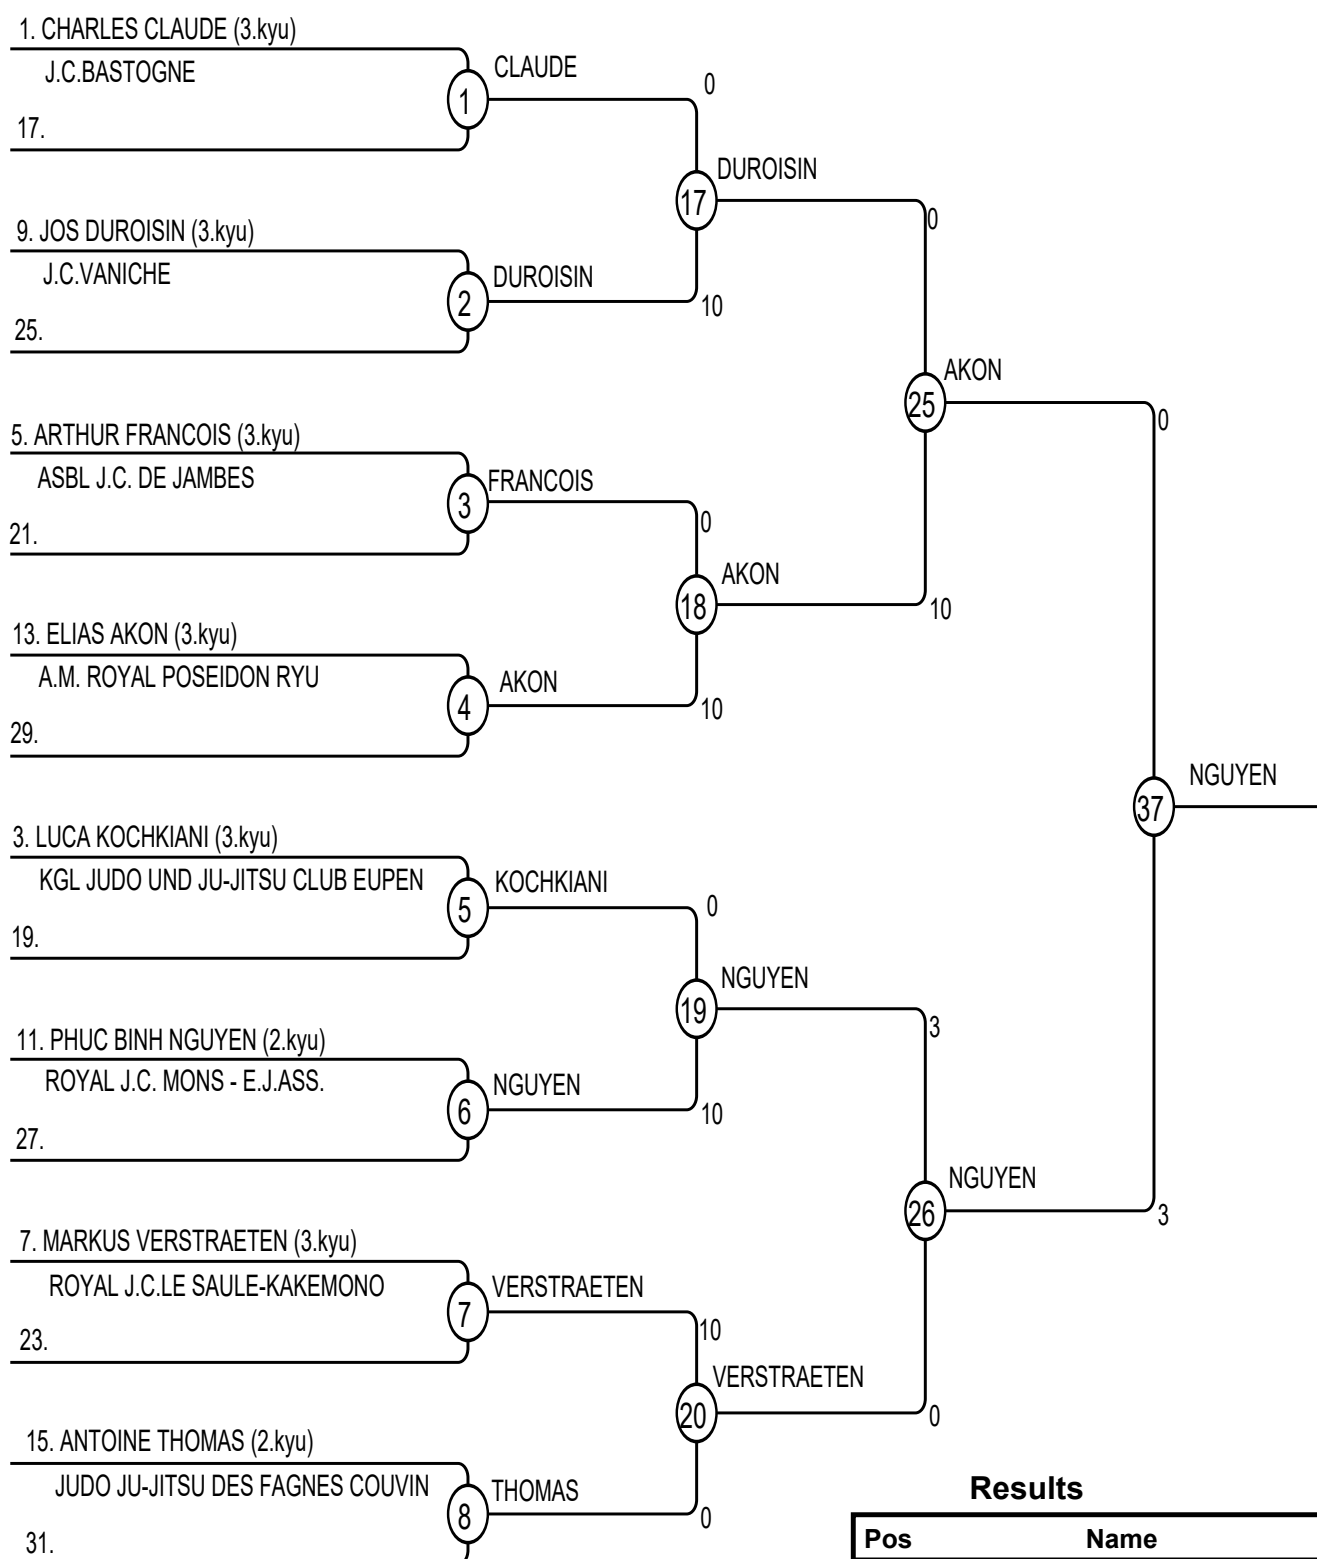 1. CHARLES CLAUDE (3.kyu)
J.C.BASTOGNE
17.
1
CLAUDE
0
9. JOS DUROISIN (3.kyu)
J.C.VANICHE
25.
2
DUROISIN
10
17
DUROISIN
0
5. ARTHUR FRANCOIS (3.kyu)
ASBL J.C. DE JAMBES
21.
3
FRANCOIS
0
13. ELIAS AKON (3.kyu)
A.M. ROYAL POSEIDON RYU
29.
4
AKON
10
18
AKON
10
25
AKON
0
3. LUCA KOCHKIANI (3.kyu)
KGL JUDO UND JU-JITSU CLUB EUPEN
19.
5
KOCHKIANI
0
11. PHUC BINH NGUYEN (2.kyu)
ROYAL J.C. MONS - E.J.ASS.
27.
6
NGUYEN
10
19
NGUYEN
3
7. MARKUS VERSTRAETEN (3.kyu)
ROYAL J.C.LE SAULE-KAKEMONO
23.
7
VERSTRAETEN
10
15. ANTOINE THOMAS (2.kyu)
JUDO JU-JITSU DES FAGNES COUVIN
31.
8
THOMAS
0
20
VERSTRAETEN
0
26
NGUYEN
3
37
NGUYEN
Results
Pos Name